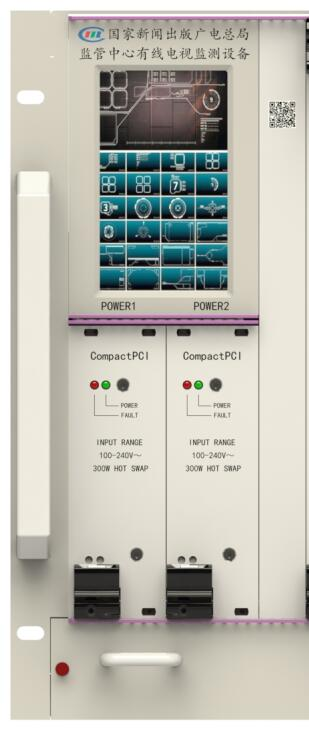 国家新闻出版广电总局
监管中心有线电视监测设备
7
3
POWER1 POWER2
CompactPCI
POWER
FAULT
INPUT RANGE
100-240V～
300W HOT SWAP
CompactPCI
POWER
FAULT
INPUT RANGE
100-240V～
300W HOT SWAP